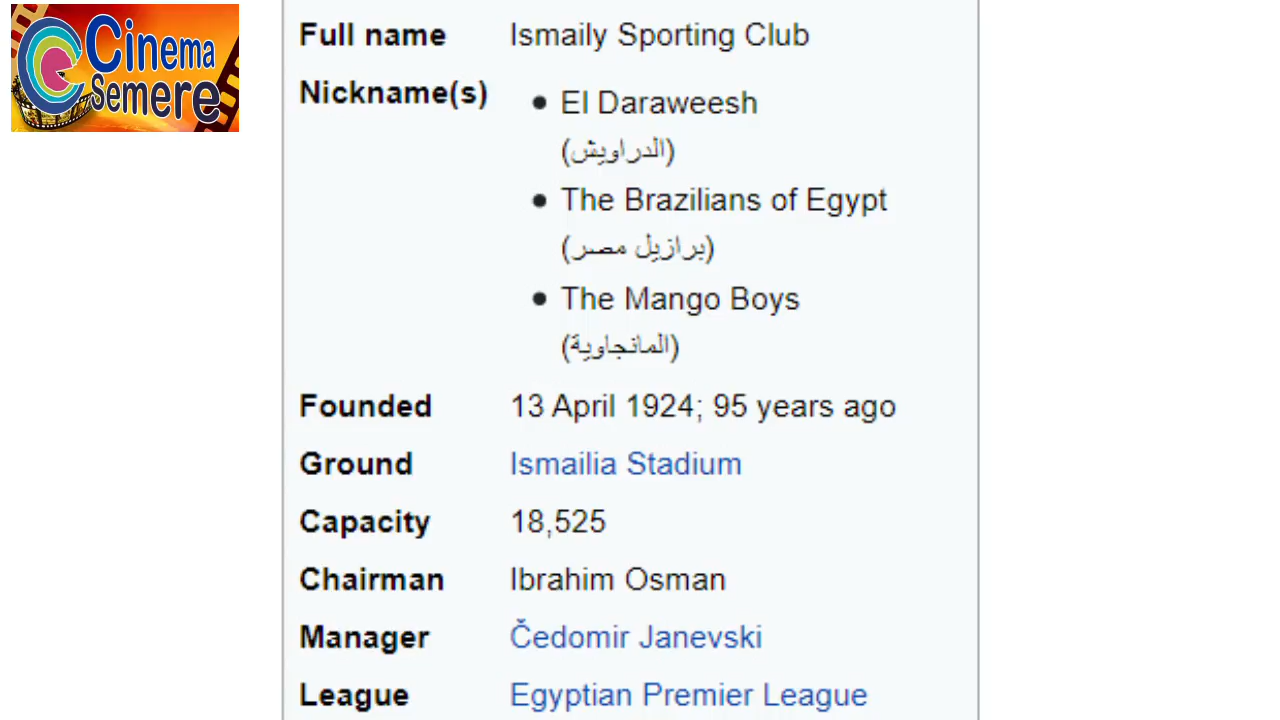 Cinema
Semere
Full name Ismaily Sporting Club
Nickname(s)
• El Daraweesh
(الدراويش)
• The Brazilians of Egypt
(برازيل مصر)
• The Mango Boys
(المانجاوية)
Founded 13 April 1924; 95 years ago
Ground Ismailia Stadium
Capacity 18,525
Chairman Ibrahim Osman
Manager Čedomir Janevski
League Egyptian Premier League